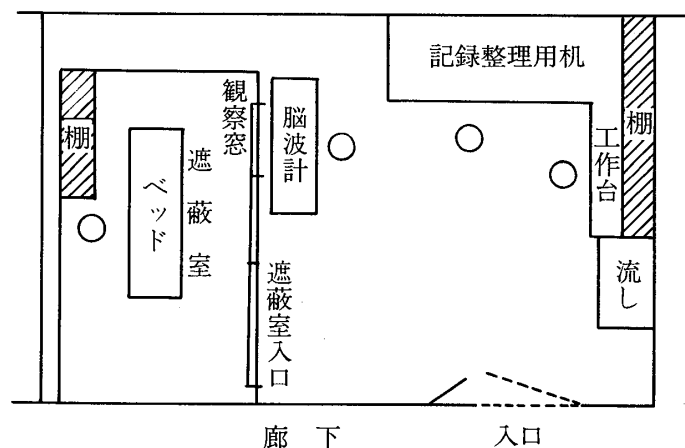 記録整理用机
棚
観察窓
脳波計
棚
工作台
遮蔽室
ベッド
流し
遮蔽室入口
廊下
入口